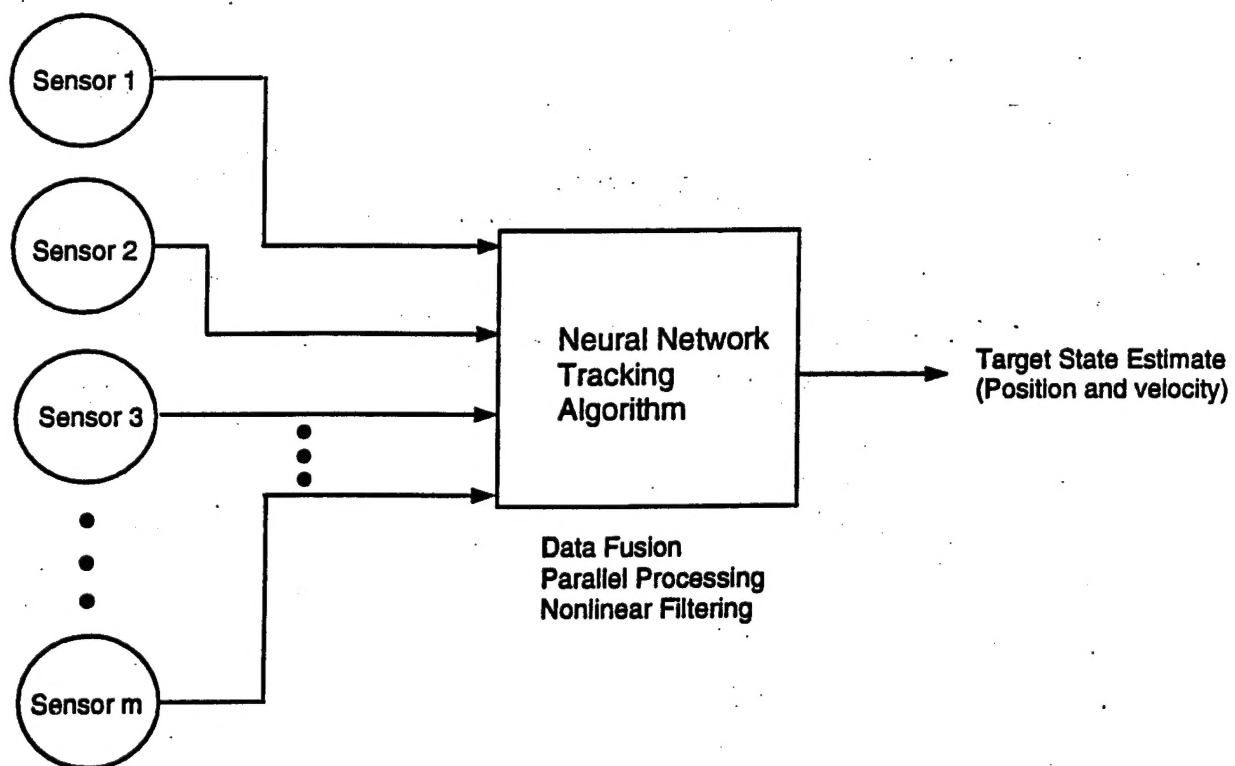 Sensor 1
Sensor 2
Sensor 3
Sensor m
Neural Network
Tracking
Algorithm
Data Fusion
Parallel Processing
Nonlinear Filtering
Target State Estimate
(Position and velocity)